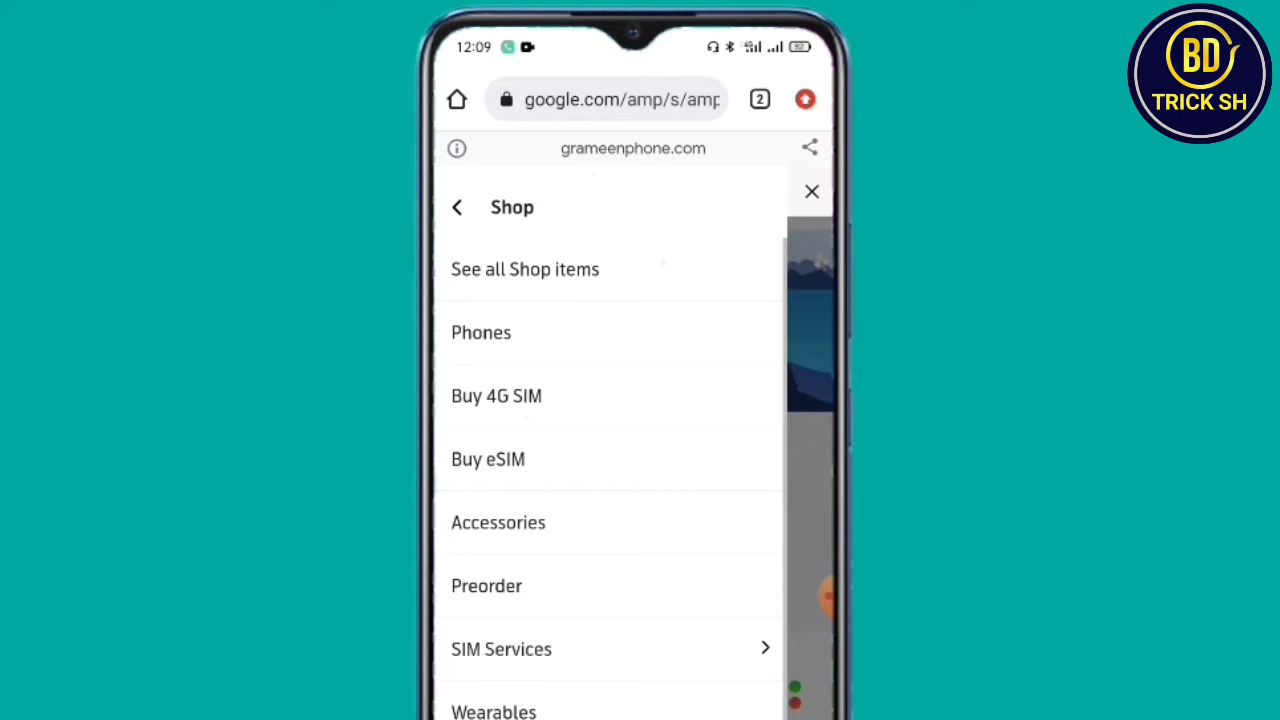 12:09
82
google.com/amp/s/amp
2
grameenphone.com
Shop
See all Shop items
Phones
Buy 4G SIM
Buy eSIM
Accessories
Preorder
SIM Services
Wearables
BD
TRICK SH